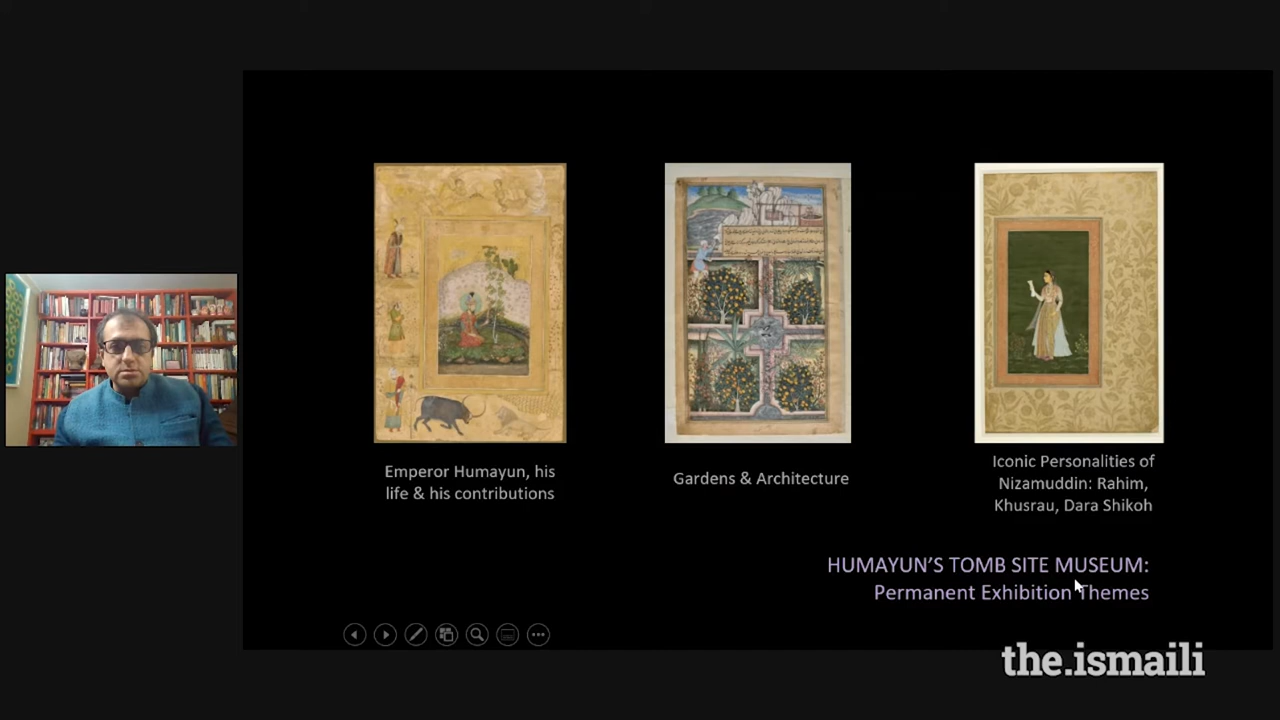 Emperor Humayun, his
life & his contributions
Gardens & Architecture
Iconic Personalities of
Nizamuddin: Rahim,
Khusrau, Dara Shikoh
HUMAYUN'S TOMB SITE MUSEUM:
Permanent Exhibition Themes
the.ismaili